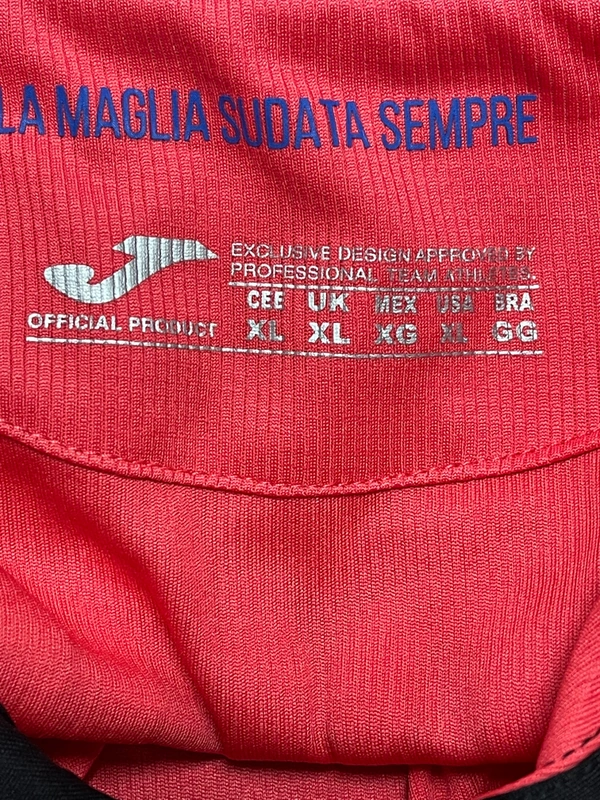 LA MAGLIA SUDATA SEMPRE
EXCLUSIVE DESIGN APPROVED BY
PROFESSIONAL TEAM ATHLETES.
CEE UK MEX USA BRA
OFFICIAL PRODUCT XL XL XG XL GG